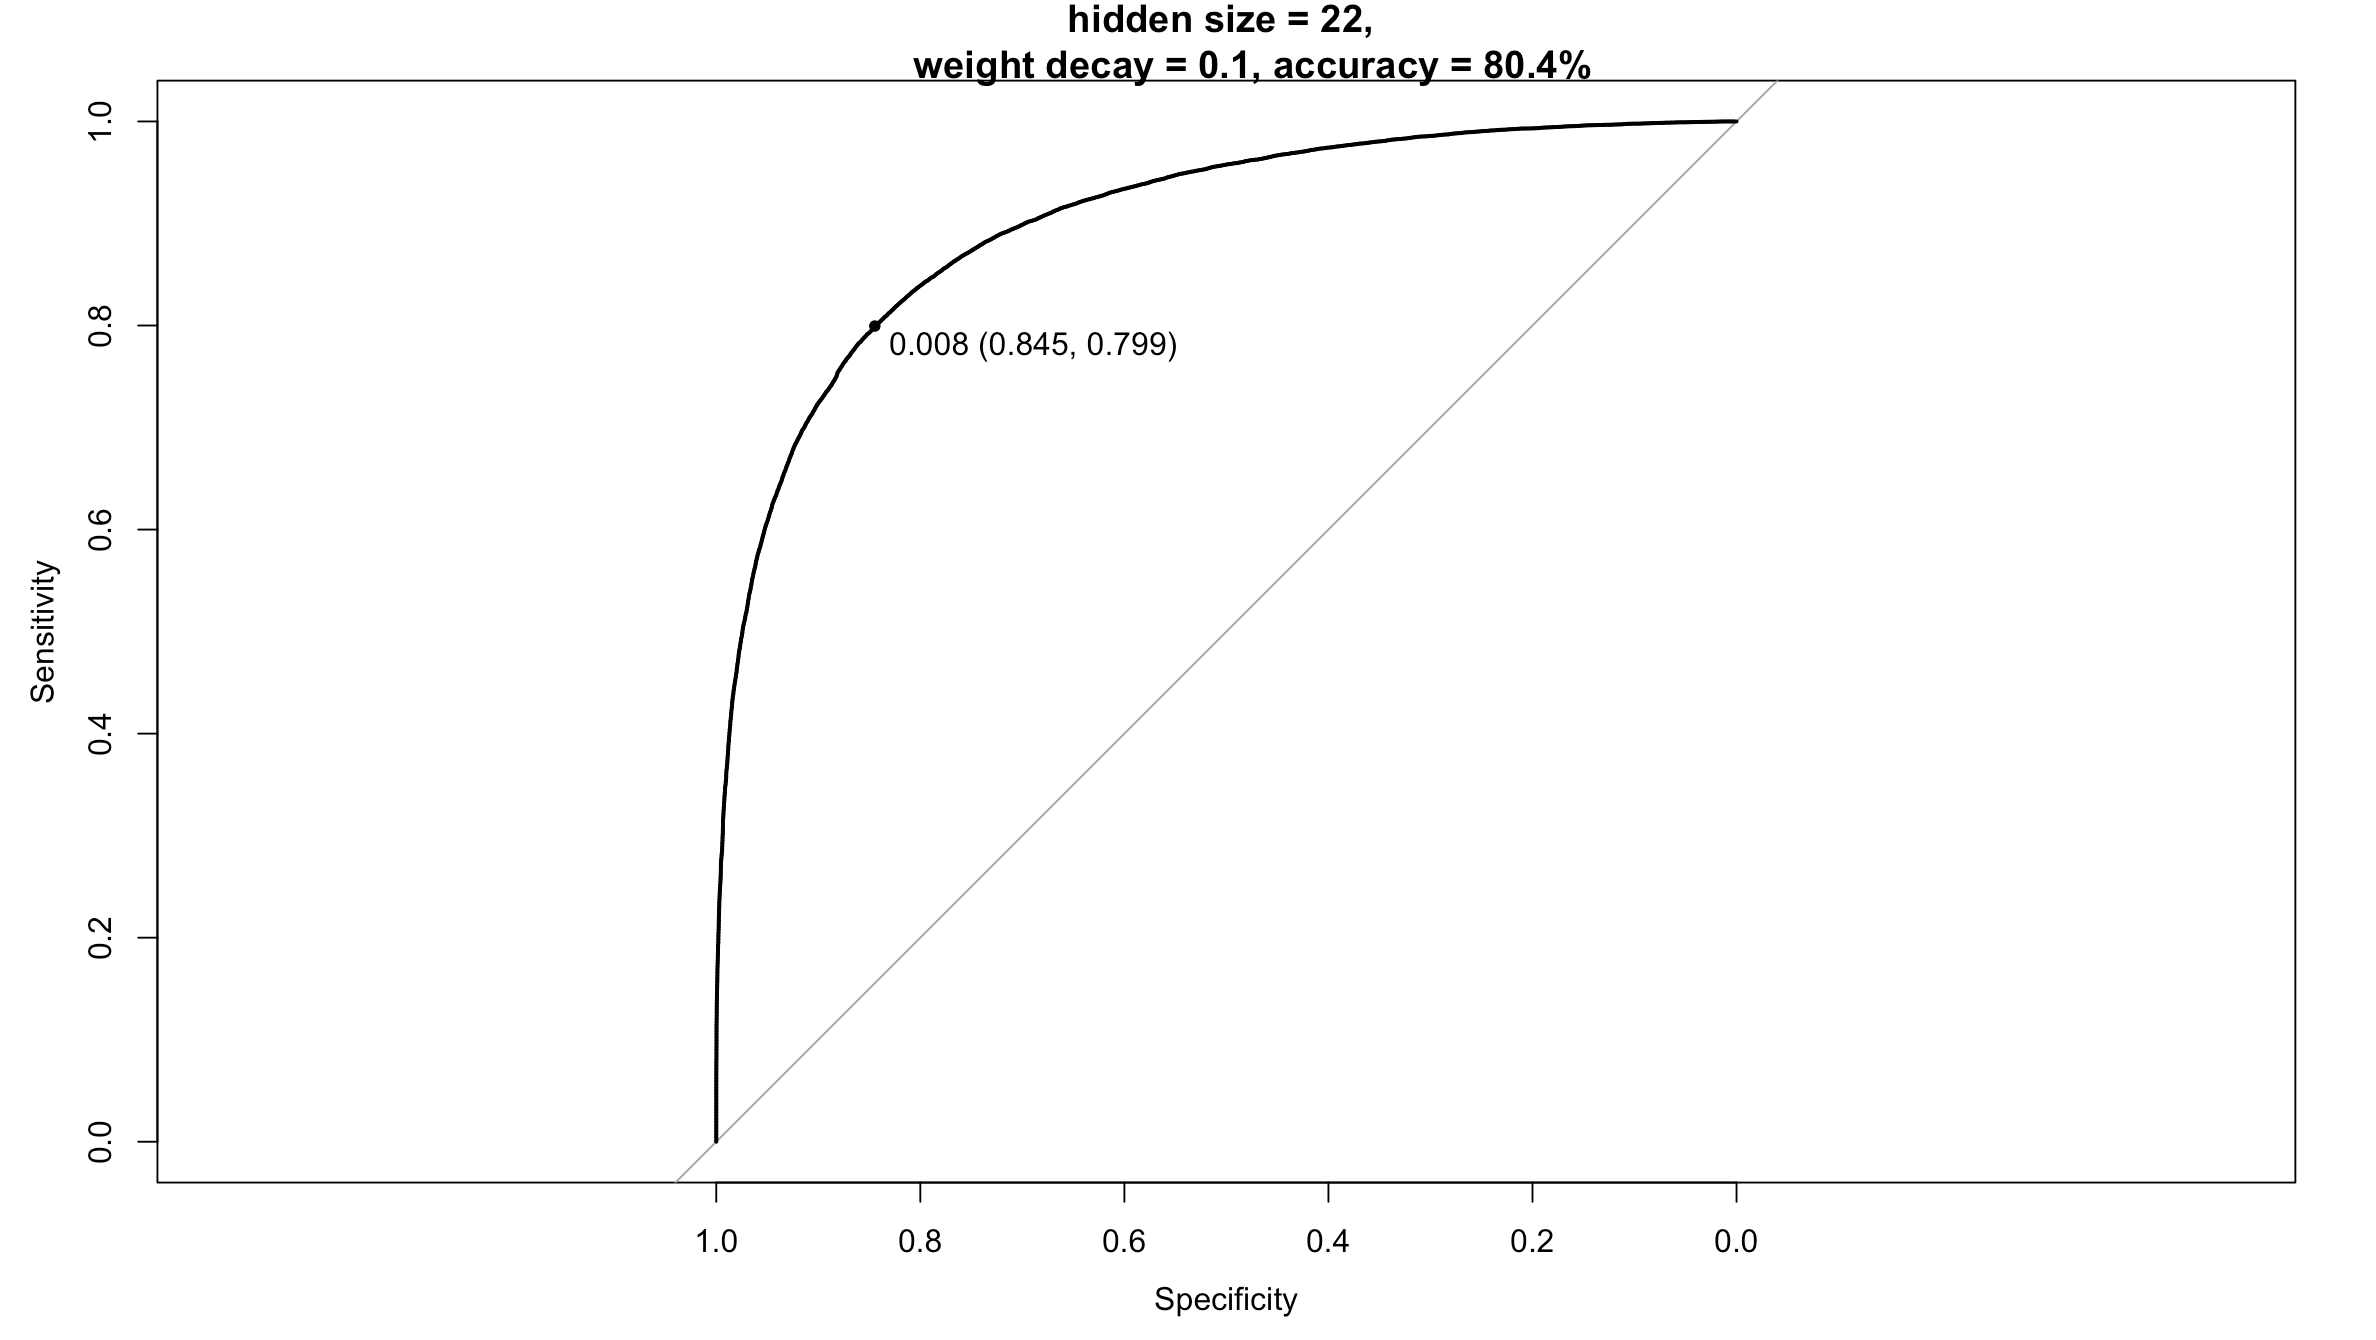 hidden size = 22,
weight decay = 0.1, accuracy = 80.4%
1.0
0.8
0.6
0.4
0.2
0.0
Sensitivity
0.008 (0.845, 0.799)
1.0 0.8 0.6 0.4 0.2 0.0
Specificity